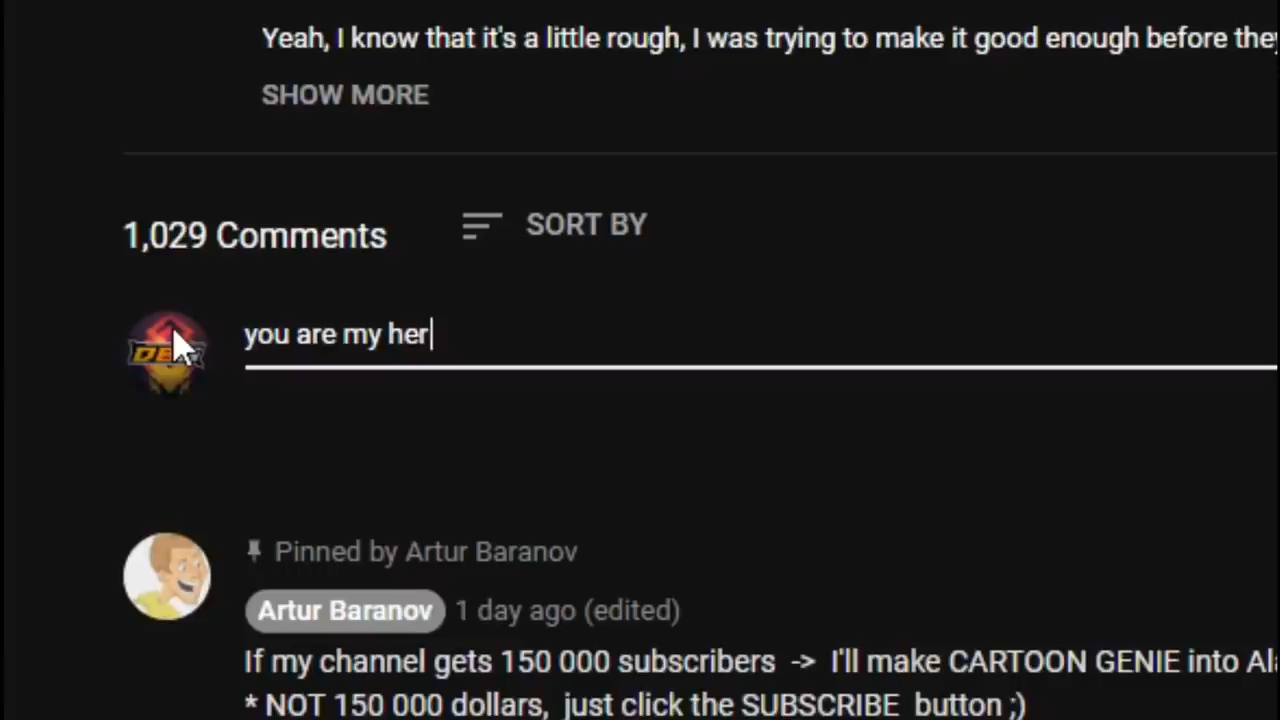 Yeah, I know that it's a little rough, I was trying to make it good enough before they
SHOW MORE
1,029 Comments
SORT BY
you are my her
Pinned by Artur Baranov
Artur Baranov 1 day ago (edited)
If my channel gets 150 000 subscribers -> I'll make CARTOON GENIE into Al
* NOT 150 000 dollars, just click the SUBSCRIBE button ;)